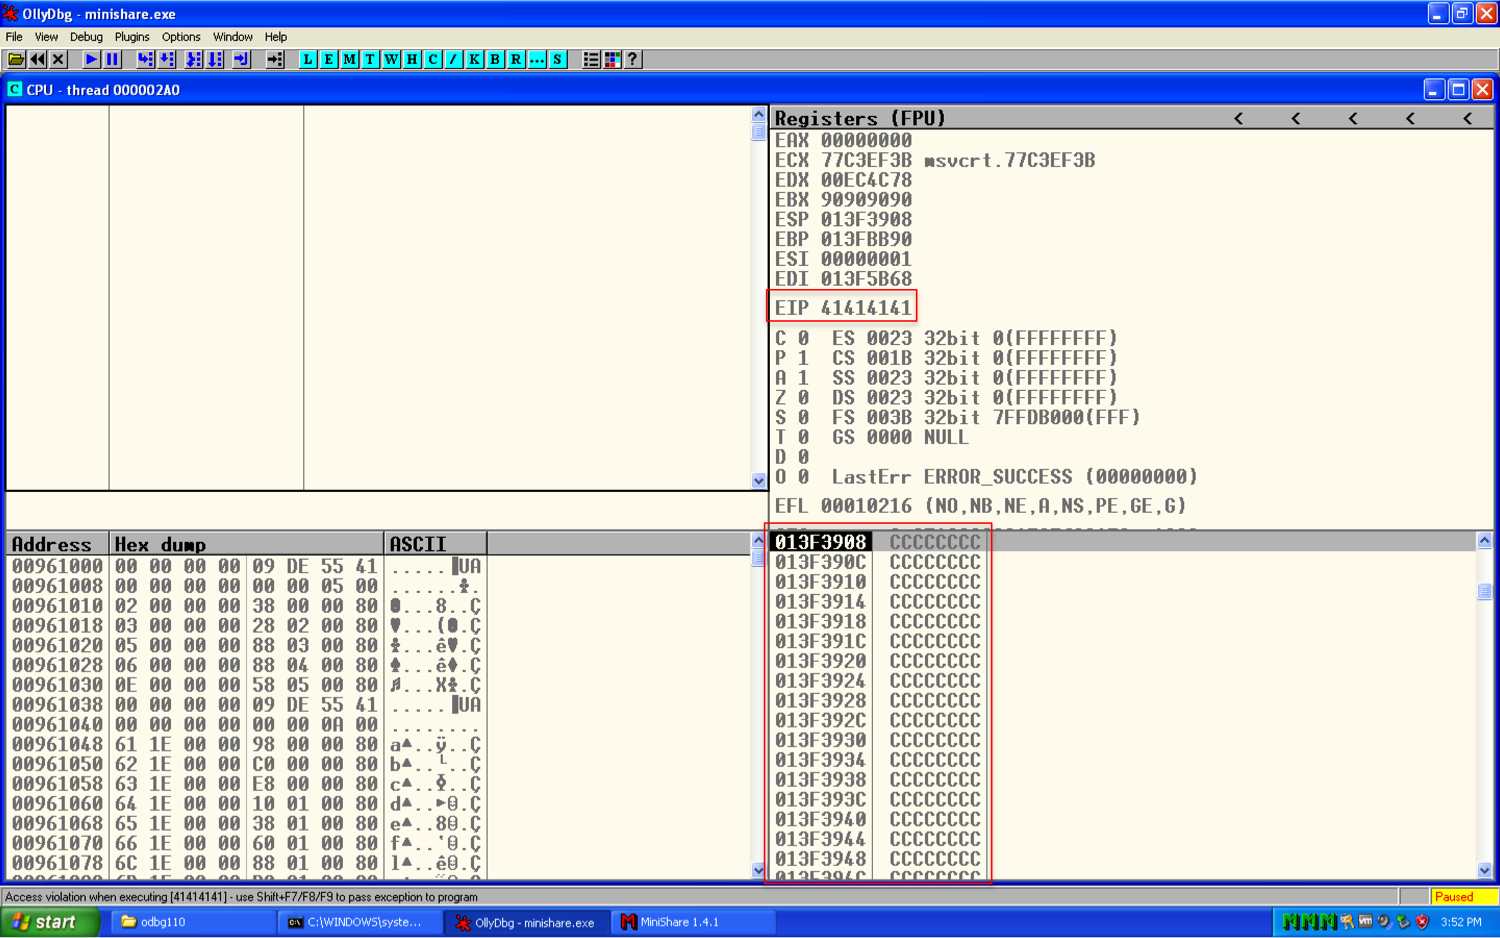 OllyDbg - minishare.exe
File View Debug Plugins Options Window Help
L E M T W H C / K B R ... S ?
C CPU - thread 000002A0
Registers (FPU) < < < < <
EAX 00000000
ECX 77C3EF3B msvcrt.77C3EF3B
EDX 00EC4C78
EBX 90909090
ESP 013F3908
EBP 013FBB90
ESI 00000001
EDI 013F5B68
EIP 41414141
C 0 ES 0023 32bit 0(FFFFFFFF)
P 1 CS 001B 32bit 0(FFFFFFFF)
A 1 SS 0023 32bit 0(FFFFFFFF)
Z 0 DS 0023 32bit 0(FFFFFFFF)
S 0 FS 003B 32bit 7FFDB000(FFF)
T 0 GS 0000 NULL
D 0
O 0 LastErr ERROR_SUCCESS (00000000)
EFL 00010216 (NO,NB,NE,A,NS,PE,GE,G)
Address Hex dump ASCII
00961000 00 00 00 00 09 DE 55 41 .....▐UA
00961008 00 00 00 00 00 00 05 00 ......♣.
00961010 02 00 00 00 38 00 00 80 ☻...8..Ç
00961018 03 00 00 00 28 02 00 80 ♥...(☻.Ç
00961020 05 00 00 00 88 03 00 80 ♣...ê♥.Ç
00961028 06 00 00 00 88 04 00 80 ♠...ê♦.Ç
00961030 0E 00 00 00 58 05 00 80 ♬...X♣.Ç
00961038 00 00 00 00 09 DE 55 41 .....▐UA
00961040 00 00 00 00 00 00 0A 00 ........
00961048 61 1E 00 00 98 00 00 80 a▲..ÿ..Ç
00961050 62 1E 00 00 C0 00 00 80 b▲..└..Ç
00961058 63 1E 00 00 E8 00 00 80 c▲..Φ..Ç
00961060 64 1E 00 00 10 01 00 80 d▲..►☺.Ç
00961068 65 1E 00 00 38 01 00 80 e▲..8☺.Ç
00961070 66 1E 00 00 60 01 00 80 f▲..`☺.Ç
00961078 6C 1E 00 00 88 01 00 80 l▲..ê☺.Ç
013F3908 CCCCCCCC
013F390C CCCCCCCC
013F3910 CCCCCCCC
013F3914 CCCCCCCC
013F3918 CCCCCCCC
013F391C CCCCCCCC
013F3920 CCCCCCCC
013F3924 CCCCCCCC
013F3928 CCCCCCCC
013F392C CCCCCCCC
013F3930 CCCCCCCC
013F3934 CCCCCCCC
013F3938 CCCCCCCC
013F393C CCCCCCCC
013F3940 CCCCCCCC
013F3944 CCCCCCCC
013F3948 CCCCCCCC
013F394C CCCCCCCC
Access violation when executing [41414141] - use Shift+F7/F8/F9 to pass exception to program
Paused
start odbg110 C:\WINDOWS\syste... OllyDbg - minishare.exe MiniShare 1.4.1 3:52 PM